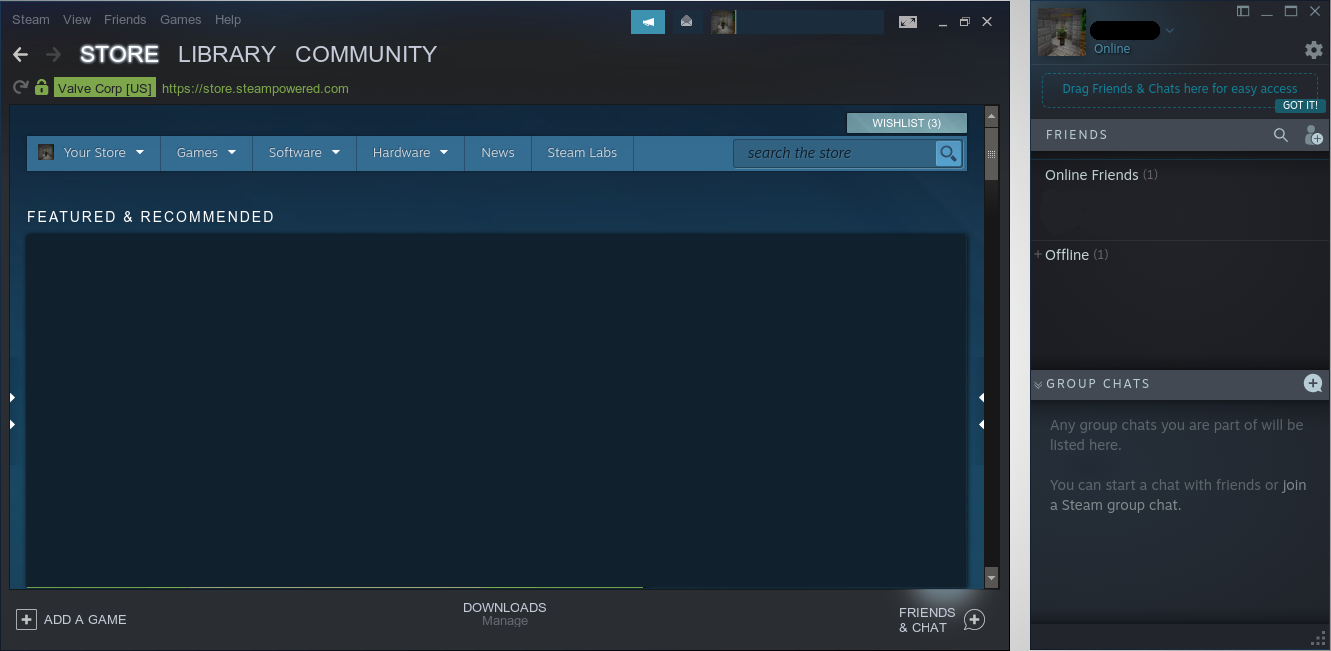 Steam View Friends Games Help
STORE LIBRARY COMMUNITY
Valve Corp [US] https://store.steampowered.com
WISHLIST (3)
Your Store Games Software Hardware News Steam Labs search the store
FEATURED & RECOMMENDED
ADD A GAME
DOWNLOADS
Manage
FRIENDS
& CHAT
Online
Drag Friends & Chats here for easy access
GOT IT!
FRIENDS
Online Friends (1)
+ Offline (1)
GROUP CHATS
Any group chats you are part of will be
listed here.
You can start a chat with friends or join
a Steam group chat.